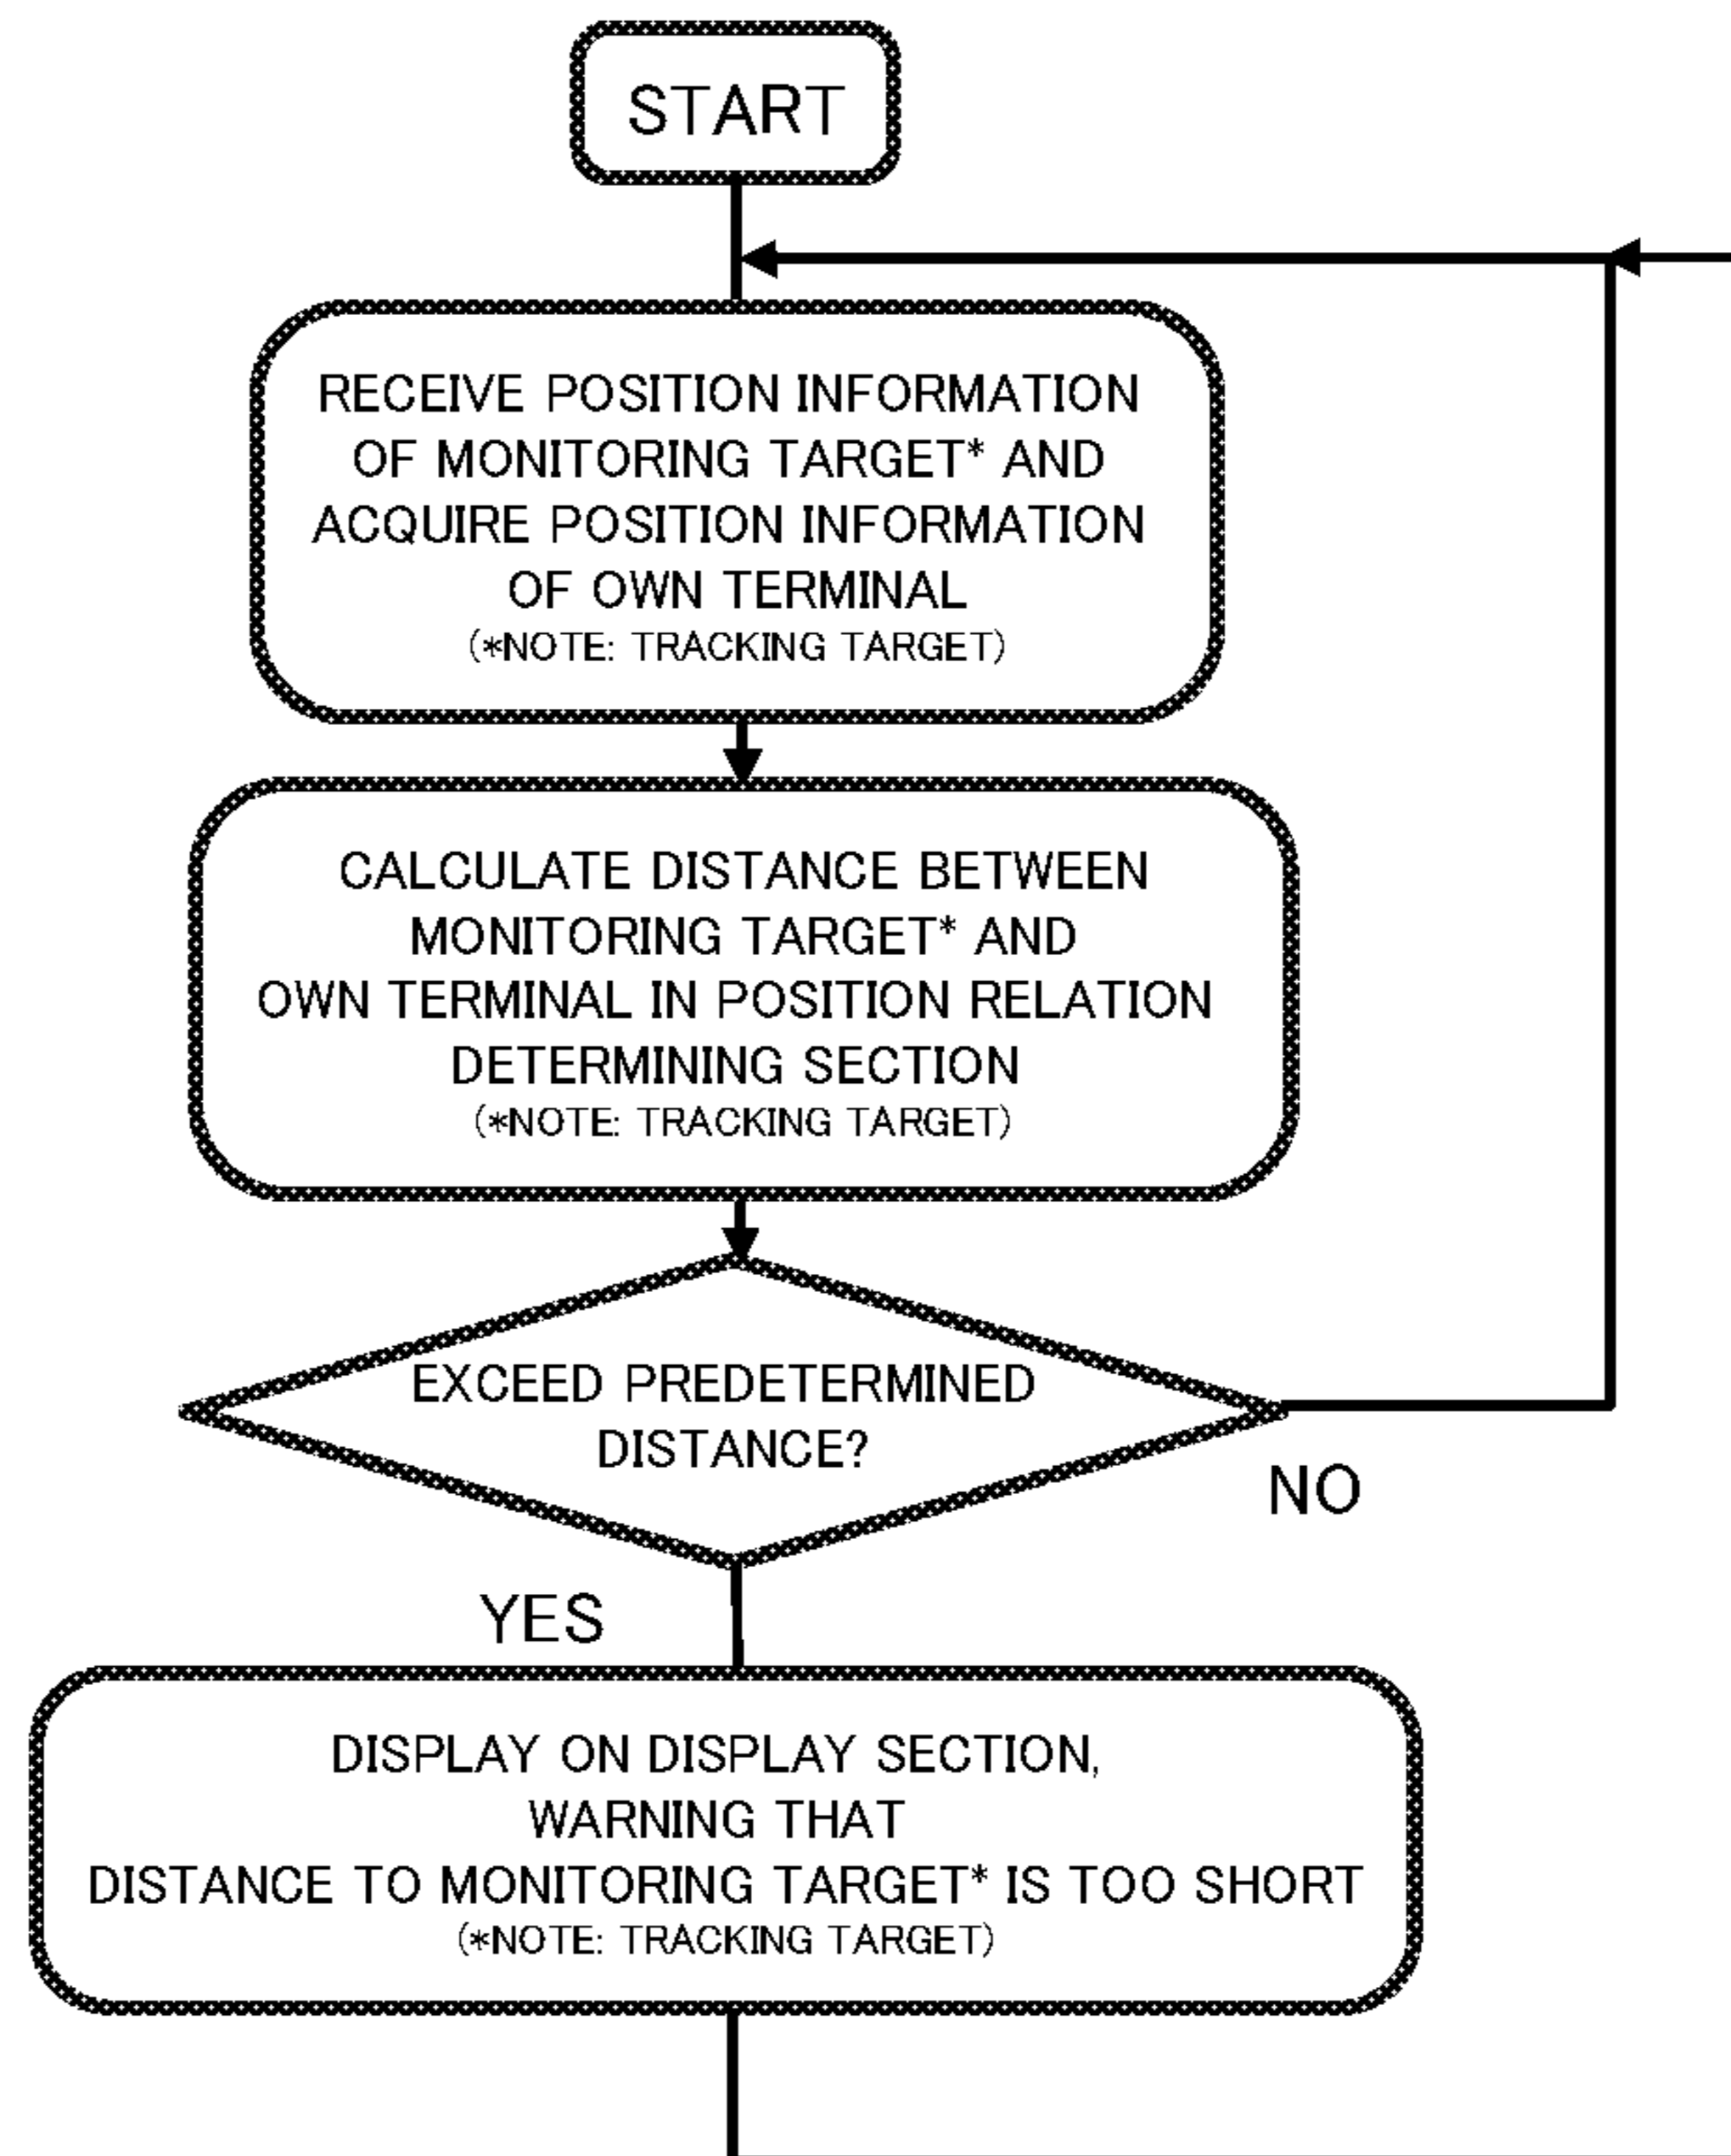 START
RECEIVE POSITION INFORMATION
OF MONITORING TARGET* AND
ACQUIRE POSITION INFORMATION
OF OWN TERMINAL
(*NOTE: TRACKING TARGET)
CALCULATE DISTANCE BETWEEN
MONITORING TARGET* AND
OWN TERMINAL IN POSITION RELATION
DETERMINING SECTION
(*NOTE: TRACKING TARGET)
EXCEED PREDETERMINED
DISTANCE?
NO
YES
DISPLAY ON DISPLAY SECTION,
WARNING THAT
DISTANCE TO MONITORING TARGET* IS TOO SHORT
(*NOTE: TRACKING TARGET)